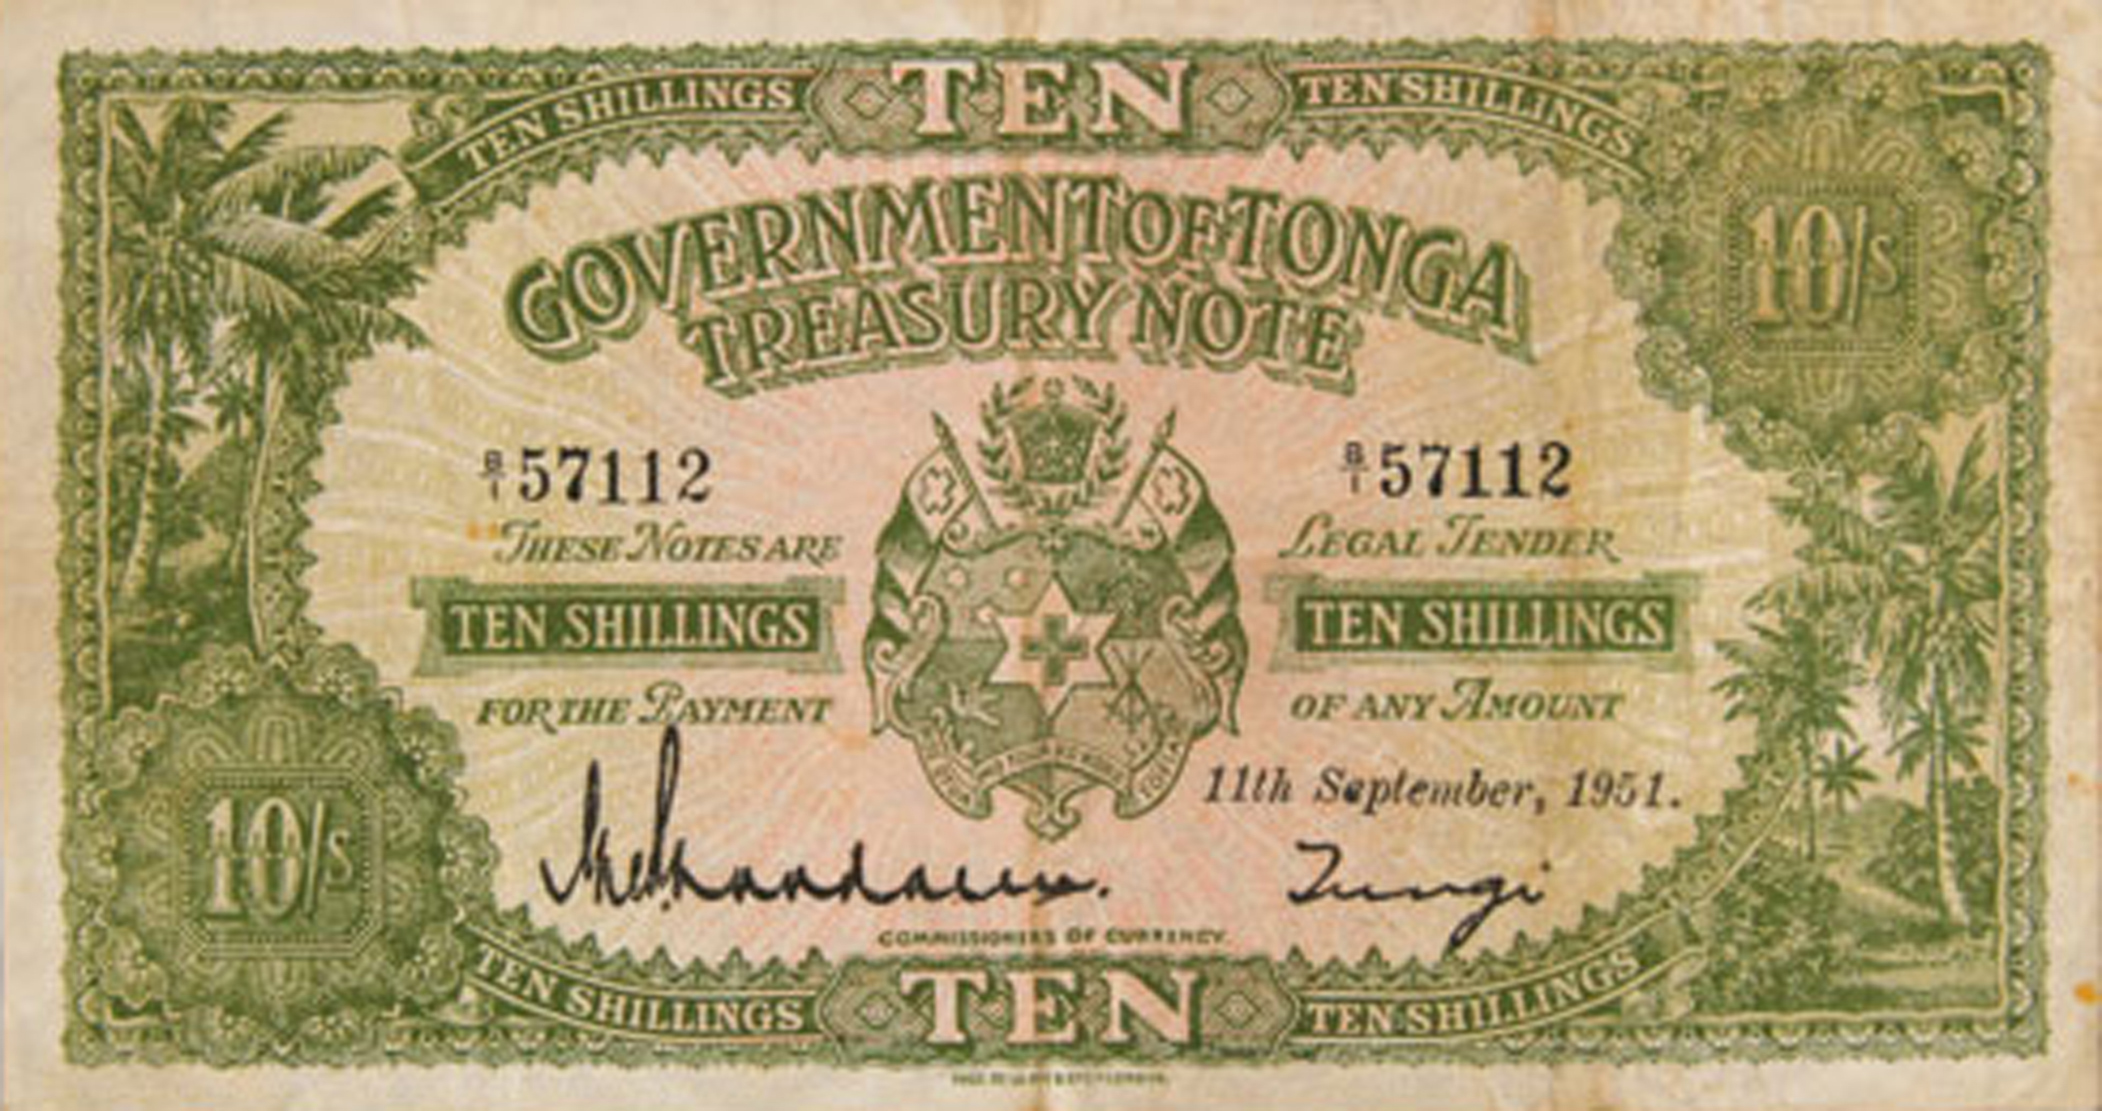 TEN SHILLINGS TEN TEN SHILLINGS
10/s
GOVERNMENT OF TONGA
TREASURY NOTE
B/1 57112 B/1 57112
THESE NOTES ARE LEGAL TENDER
TEN SHILLINGS TEN SHILLINGS
FOR THE PAYMENT OF ANY AMOUNT
11th September, 1951.
10/s
Tungi
COMMISSIONERS OF CURRENCY
TEN SHILLINGS TEN TEN SHILLINGS